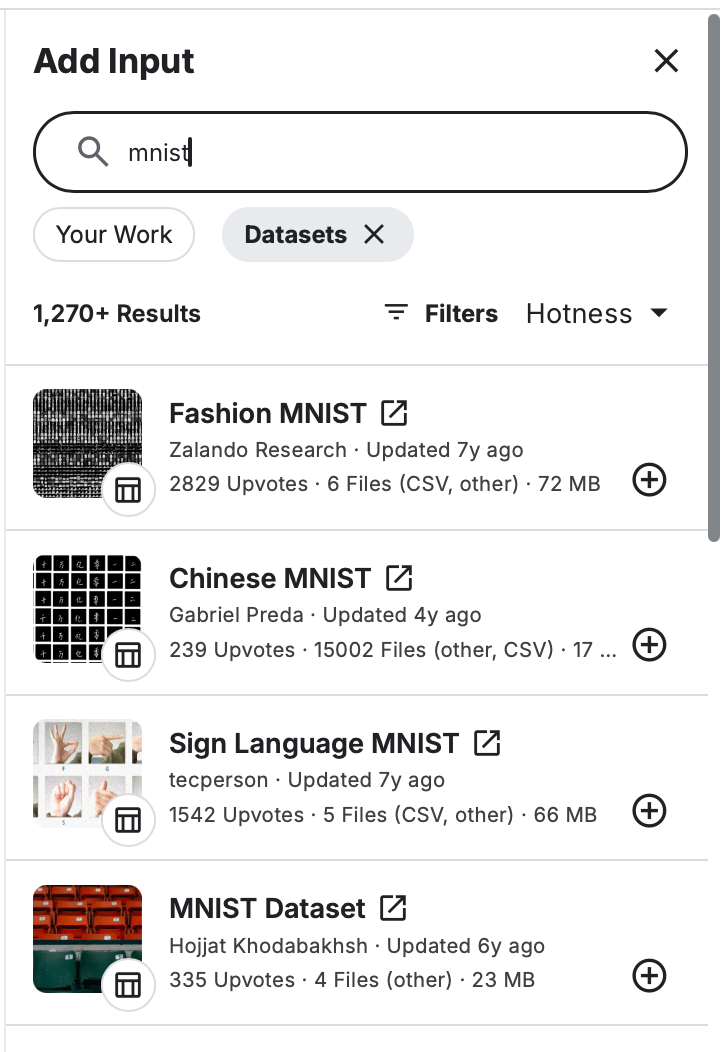 Add Input
mnist
Your Work
Datasets
1,270+ Results
Filters
Hotness
Fashion MNIST
Zalando Research · Updated 7y ago
2829 Upvotes · 6 Files (CSV, other) · 72 MB
Chinese MNIST
Gabriel Preda · Updated 4y ago
239 Upvotes · 15002 Files (other, CSV) · 17 ...
Sign Language MNIST
tecperson · Updated 7y ago
1542 Upvotes · 5 Files (CSV, other) · 66 MB
MNIST Dataset
Hojjat Khodabakhsh · Updated 6y ago
335 Upvotes · 4 Files (other) · 23 MB